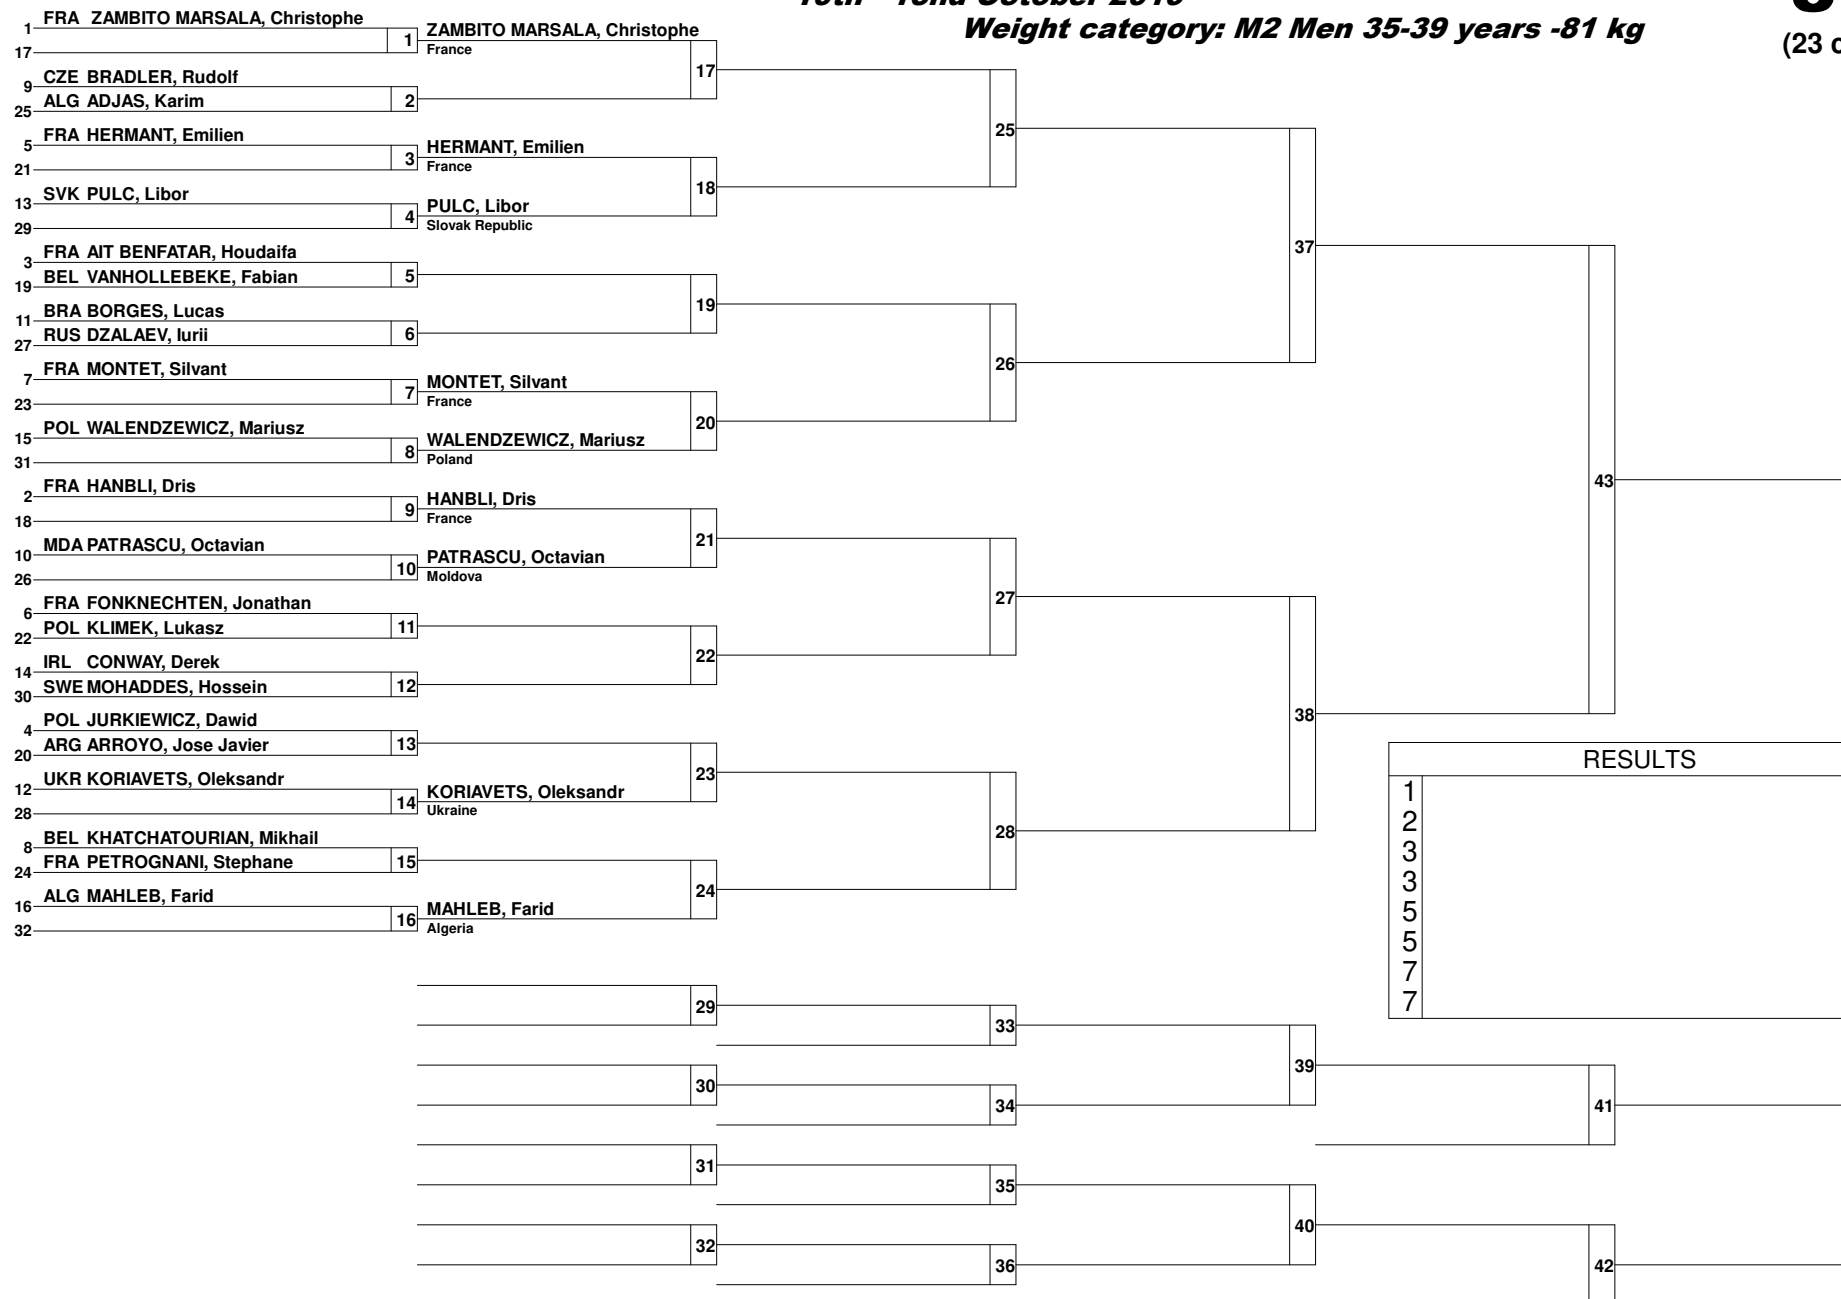 Weight category: M2 Men 35-39 years -81 kg
(23
1 FRA ZAMBITO MARSALA, Christophe
17
1 ZAMBITO MARSALA, Christophe
France
9 CZE BRADLER, Rudolf
25 ALG ADJAS, Karim
2
17
5 FRA HERMANT, Emilien
21
3 HERMANT, Emilien
France
13 SVK PULC, Libor
29
4 PULC, Libor
Slovak Republic
18
25
3 FRA AIT BENFATAR, Houdaifa
19 BEL VANHOLLEBEKE, Fabian
5
11 BRA BORGES, Lucas
27 RUS DZALAEV, Iurii
6
19
7 FRA MONTET, Silvant
23
7 MONTET, Silvant
France
15 POL WALENDZEWICZ, Mariusz
31
8 WALENDZEWICZ, Mariusz
Poland
20
26
37
2 FRA HANBLI, Dris
18
9 HANBLI, Dris
France
10 MDA PATRASCU, Octavian
26
10 PATRASCU, Octavian
Moldova
21
6 FRA FONKNECHTEN, Jonathan
22 POL KLIMEK, Lukasz
11
14 IRL CONWAY, Derek
30 SWE MOHADDES, Hossein
12
22
27
4 POL JURKIEWICZ, Dawid
20 ARG ARROYO, Jose Javier
13
12 UKR KORIAVETS, Oleksandr
28
14 KORIAVETS, Oleksandr
Ukraine
23
8 BEL KHATCHATOURIAN, Mikhail
24 FRA PETROGNANI, Stephane
15
16 ALG MAHLEB, Farid
32
16 MAHLEB, Farid
Algeria
24
28
38
43
RESULTS
1
2
3
3
5
5
7
7
29
33
30
34
39
41
31
35
32
36
40
42